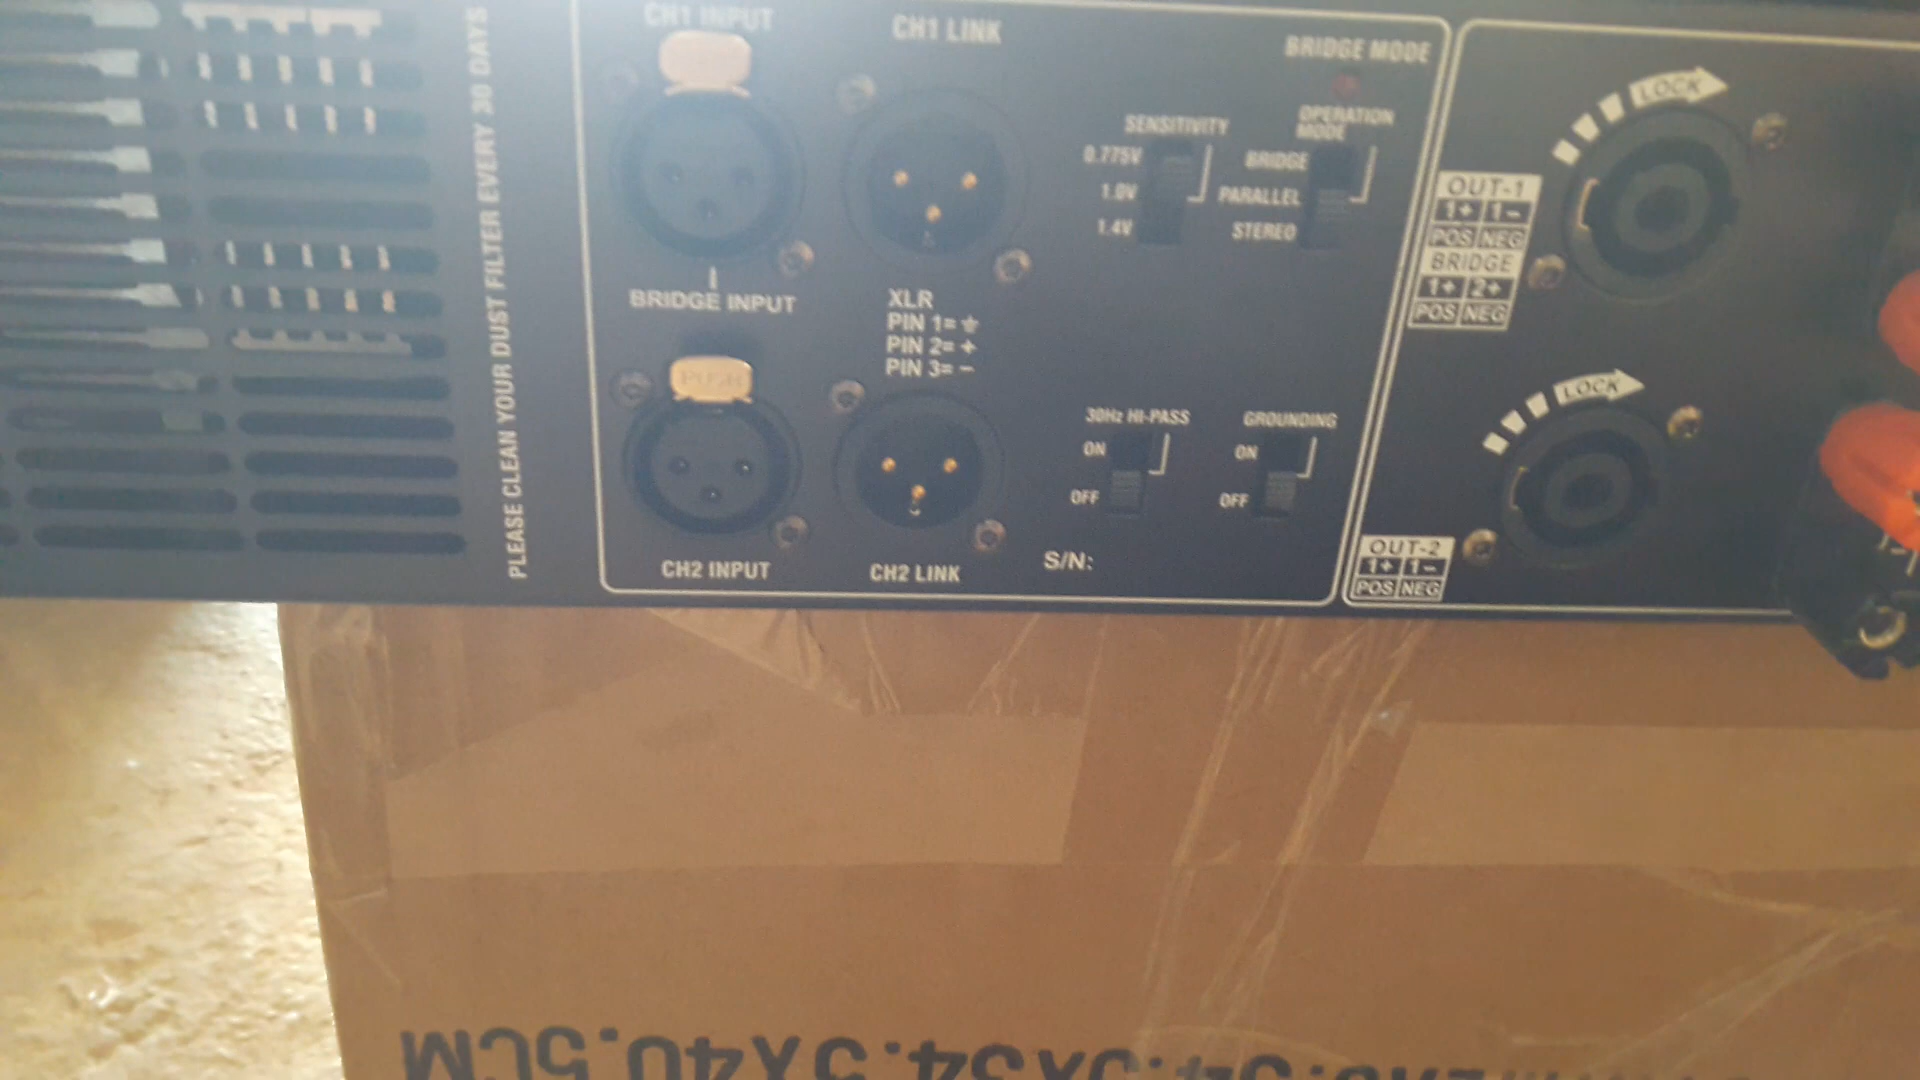 PLEASE CLEAN YOUR DUST FILTER EVERY 30 DAYS
CH1 INPUT
CH1 LINK
BRIDGE MODE
SENSITIVITY
0.775V
1.0V
1.4V
OPERATION
MODE
BRIDGE
PARALLEL
STEREO
BRIDGE INPUT
XLR
PIN 1= ⏚
PIN 2= +
PIN 3= -
PUSH
30Hz HI-PASS
ON
OFF
GROUNDING
ON
OFF
CH2 INPUT
CH2 LINK
S/N:
LOCK
OUT-1
1+ 1-
POS NEG
BRIDGE
1+ 2+
POS NEG
LOCK
OUT-2
1+ 1-
POS NEG